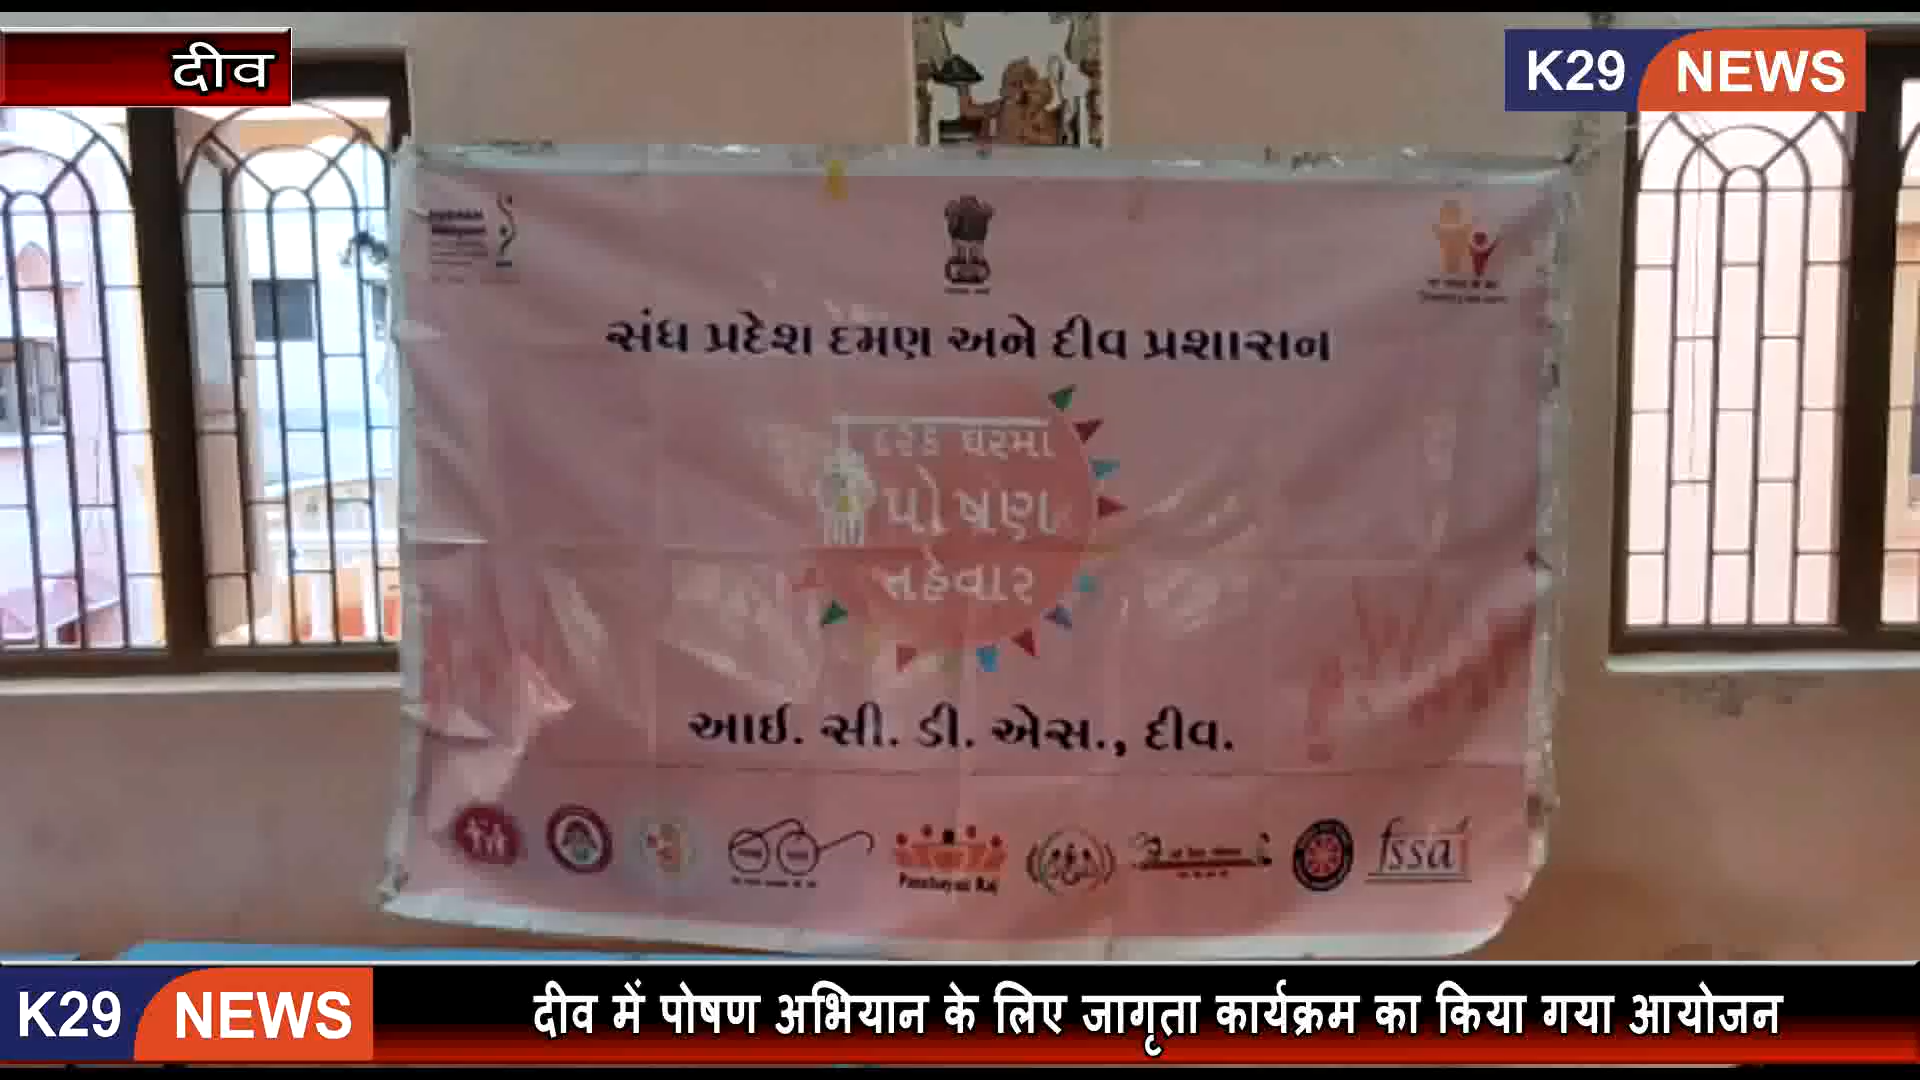 दीव
K29 NEWS
સંઘ પ્રદેશ દમણ અને દીવ પ્રશાસન
દરેક ઘરમા
પોષણ
તહેવાર
આઈ. સી. ડી. એસ., દીવ.
Panchayati Raj
fssai
K29 NEWS
दीव में पोषण अभियान के लिए जागृता कार्यक्रम का किया गया आयोजन